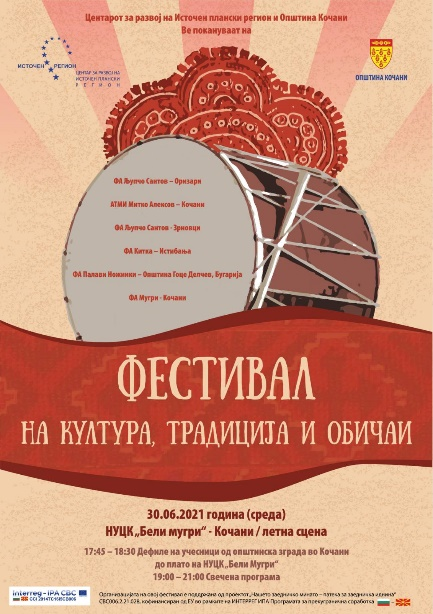 Центарот за развој на Источен плански регион и Општина Кочани
Ве покануваат на
ИСТОЧЕН РЕГИОН
ЦЕНТАР ЗА РАЗВОЈ НА
ИСТОЧЕН ПЛАНСКИ
РЕГИОН
ОПШТИНА КОЧАНИ
ФА Љупчо Сантов – Оризари
АТМИ Митко Алексов – Кочани
ФА Љупчо Сантов - Зрновци
ФА Китка – Истибања
ФА Палави Ножинки – Општина Гоце Делчев, Бугарија
ФА Мугри - Кочани
ФЕСТИВАЛ
НА КУЛТУРА, ТРАДИЦИЈА И ОБИЧАИ
30.06.2021 година (среда)
НУЦК„Бели мугри“ - Кочани / летна сцена
17:45 – 18:30 Дефиле на учесници од општинска зграда во Кочани
до плато на НУЦК„Бели Мугри“
19:00 – 21:00 Свечена програма
interreg - IPA CBC
CCI 2014TC16I5CB006
Организацијата на овој фестивал е поддржана од проектот „Нашето заедничко минато – патека за заедничка иднина“
CB006.2.21.028, кофинансиран од ЕУ во рамките на ИНТЕРРЕГ ИПА Програмата за прекугранична соработка